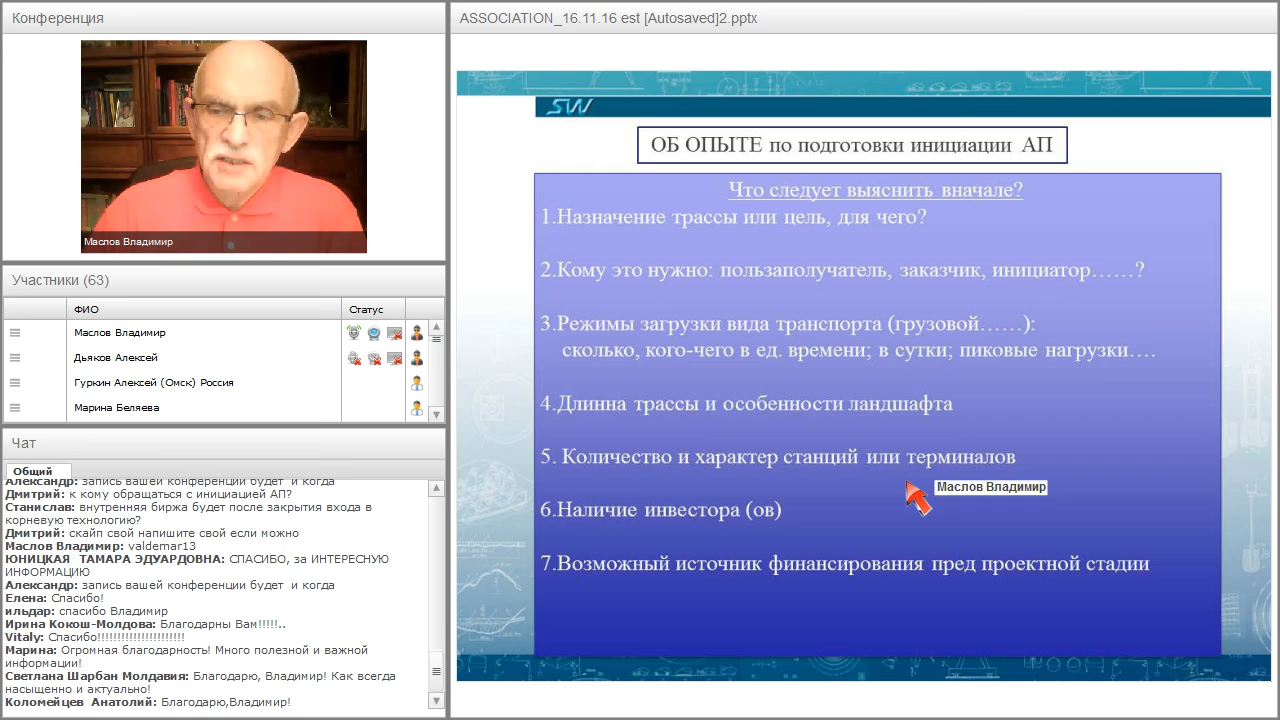 Конференция
Маслов Владимир
Участники (63)
ФИО
Статус
Маслов Владимир
Дьяков Алексей
Гуркин Алексей (Омск) Россия
Марина Беляева
Чат
Общий
Александр: запись вашей конференции будет и когда
Дмитрий: к кому обращаться с инициацией АП?
Станислав: внутренняя биржа будет после закрытия входа в
корневую технологию?
Дмитрий: скайп свой напишите свой если можно
Маслов Владимир: valdemar13
ЮНИЦКАЯ ТАМАРА ЭДУАРДОВНА: СПАСИБО, за ИНТЕРЕСНУЮ
ИНФОРМАЦИЮ
Александр: запись вашей конференции будет и когда
Елена: Спасибо!
ильдар: спасибо Владимир
Ирина Кокош-Молдова: Благодарны Вам!!!!!..
Vitaly: Спасибо!!!!!!!!!!!!!!!!!!!!!!
Марина: Огромная благодарность! Много полезной и важной
информации!
Светлана Шарбан Молдавия: Благодарю, Владимир! Как всегда
насыщенно и актуально!
Коломейцев Анатолий: Благодарю,Владимир!
ASSOCIATION_16.11.16 est [Autosaved]2.pptx
SW
ОБ ОПЫТЕ по подготовки инициации АП
Что следует выяснить вначале?
1.Назначение трассы или цель, для чего?
2.Кому это нужно: пользаполучатель, заказчик, инициатор……?
3.Режимы загрузки вида транспорта (грузовой……):
сколько, кого-чего в ед. времени; в сутки; пиковые нагрузки….
4.Длинна трассы и особенности ландшафта
5. Количество и характер станций или терминалов
Маслов Владимир
6.Наличие инвестора (ов)
7.Возможный источник финансирования пред проектной стадии